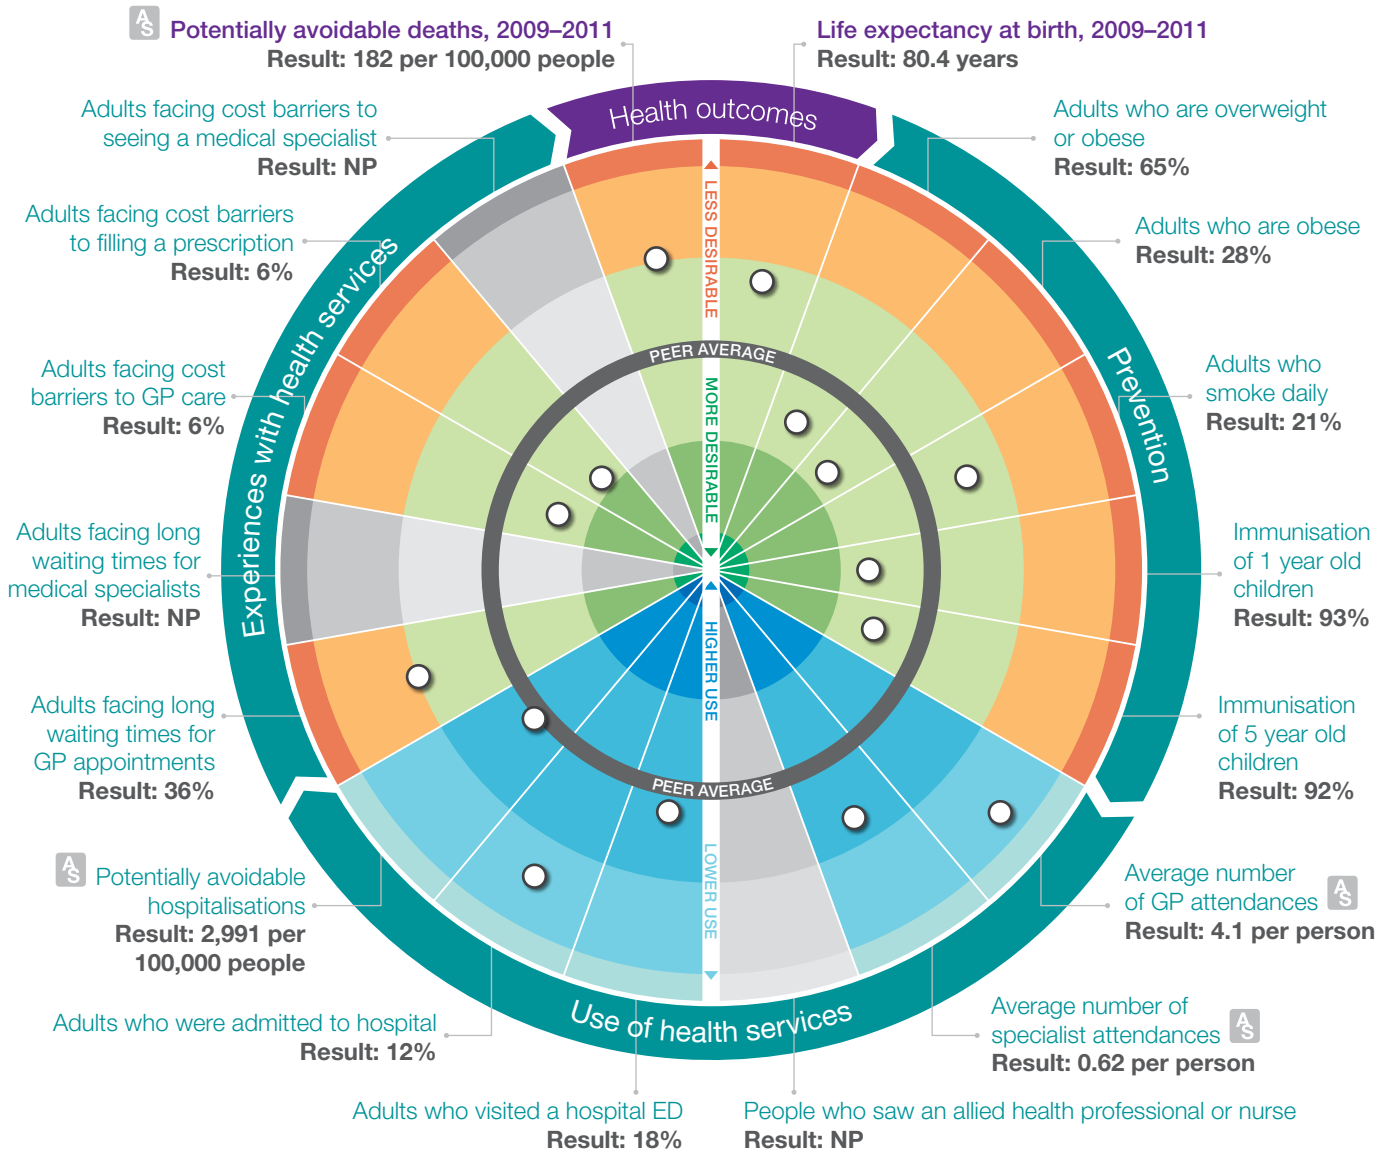 AS Potentially avoidable deaths, 2009–2011
Result: 182 per 100,000 people
Life expectancy at birth, 2009–2011
Result: 80.4 years
Adults facing cost barriers to
seeing a medical specialist
Result: NP
Health outcomes
Adults who are overweight
or obese
Result: 65%
Adults facing cost barriers
to filling a prescription
Result: 6%
Adults who are obese
Result: 28%
Adults facing cost
barriers to GP care
Result: 6%
Adults who
smoke daily
Result: 21%
Experiences with health services
Prevention
LESS DESIRABLE
PEER AVERAGE
MORE DESIRABLE
Adults facing long
waiting times for
medical specialists
Result: NP
Immunisation
of 1 year old
children
Result: 93%
HIGHER USE
PEER AVERAGE
LOWER USE
Adults facing long
waiting times for
GP appointments
Result: 36%
Immunisation
of 5 year old
children
Result: 92%
AS Potentially avoidable
hospitalisations
Result: 2,991 per
100,000 people
Average number
of GP attendances AS
Result: 4.1 per person
Use of health services
Adults who were admitted to hospital
Result: 12%
Average number of
specialist attendances AS
Result: 0.62 per person
Adults who visited a hospital ED
Result: 18%
People who saw an allied health professional or nurse
Result: NP